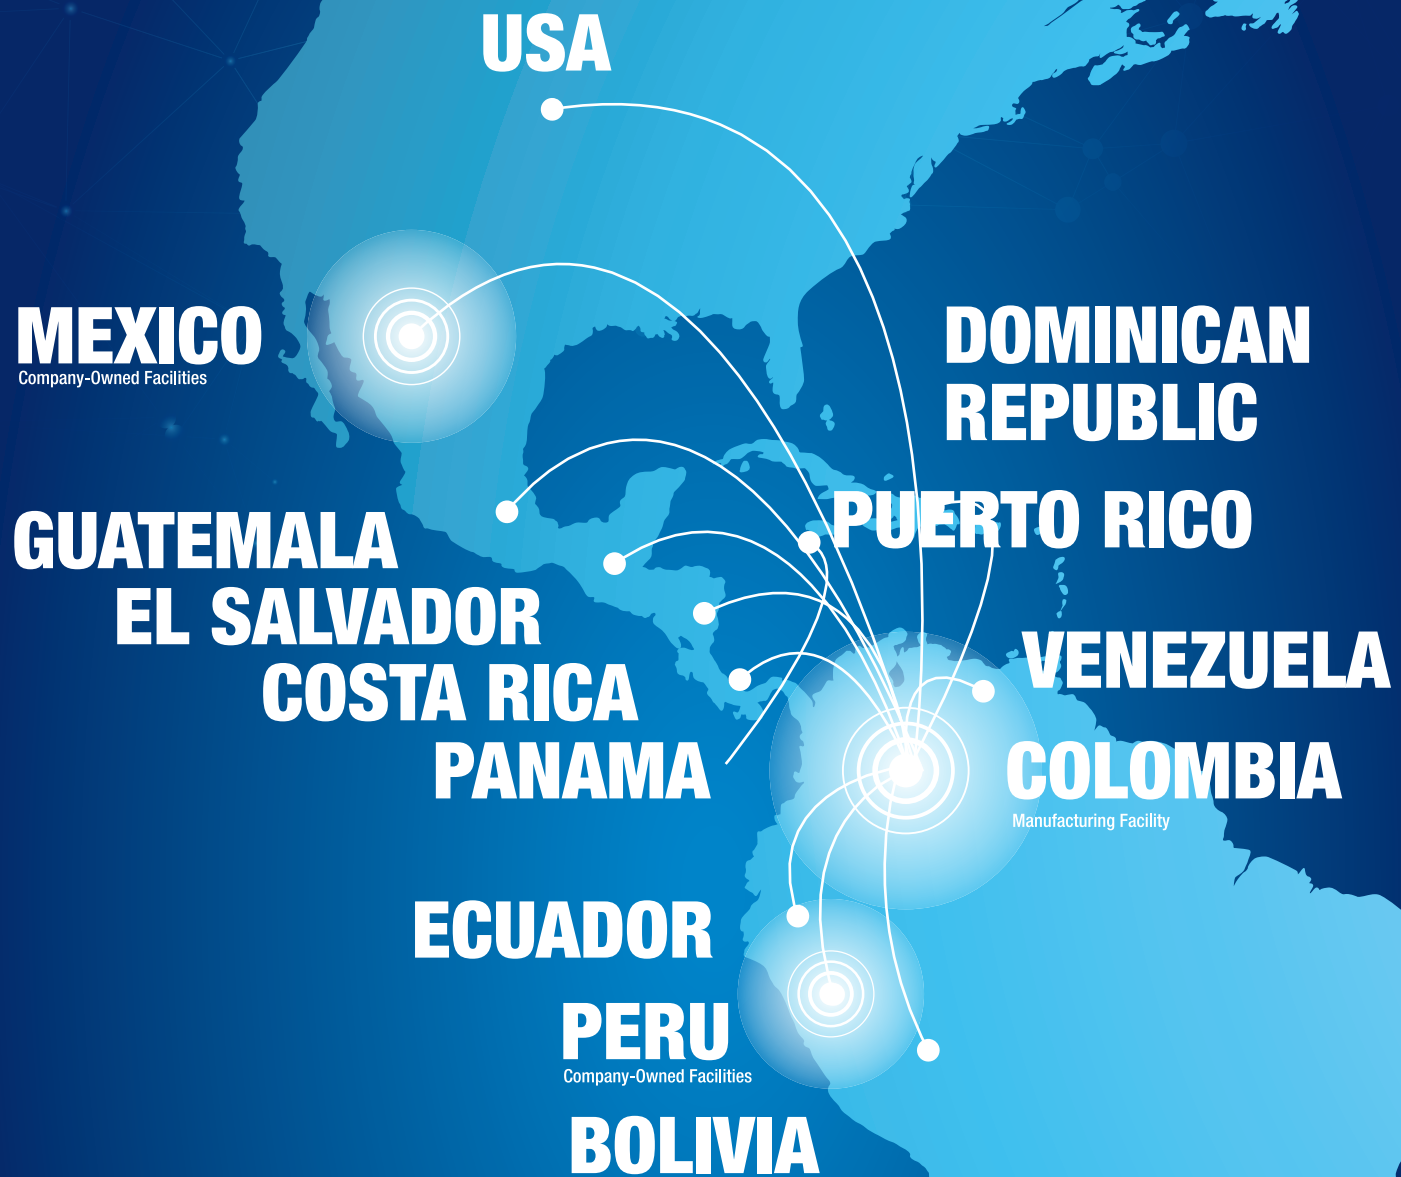 USA
MEXICO
Company-Owned Facilities
DOMINICAN
REPUBLIC
PUERTO RICO
GUATEMALA
EL SALVADOR
COSTA RICA
PANAMA
VENEZUELA
COLOMBIA
Manufacturing Facility
ECUADOR
PERU
Company-Owned Facilities
BOLIVIA